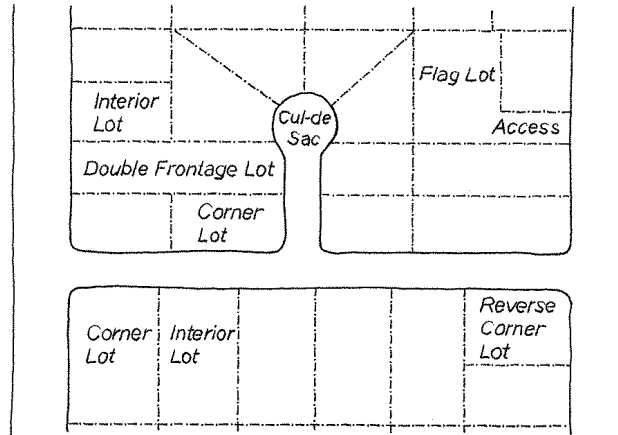 Flag Lot
Interior
Lot
Cul-de
Sac
Access
Double Frontage Lot
Corner
Lot
Reverse
Corner
Lot
Corner
Lot
Interior
Lot